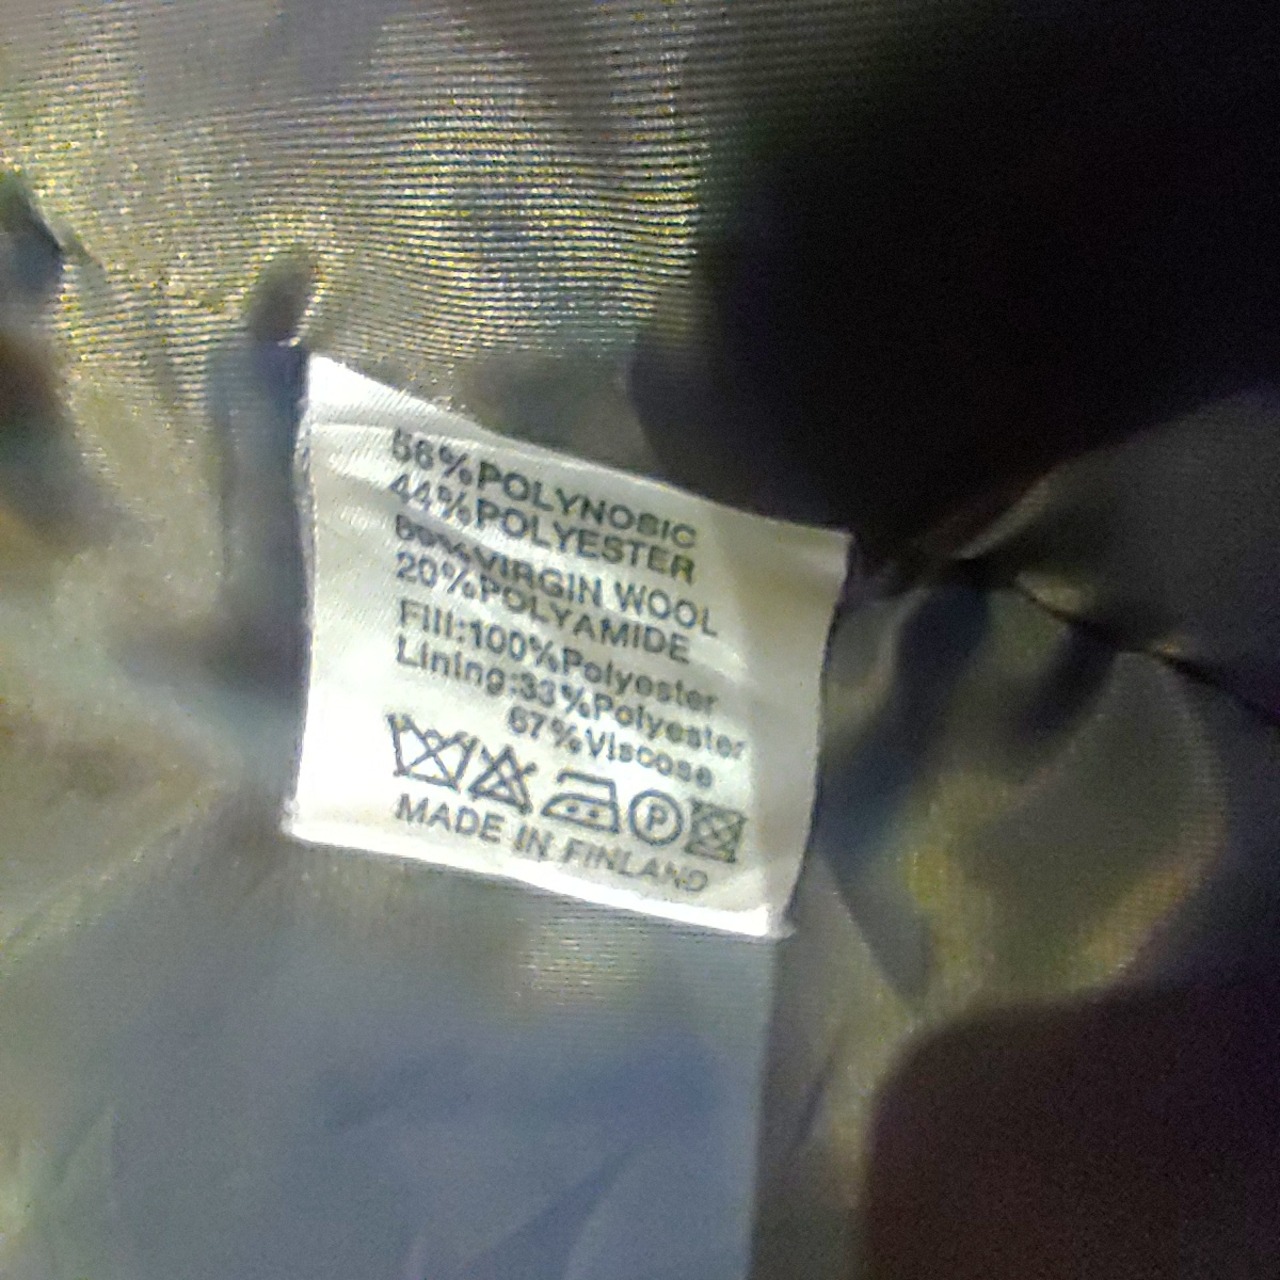 56%POLYNOSIC
44%POLYESTER
80%VIRGIN WOOL
20%POLYAMIDE
Fill:100%Polyester
Lining:33%Polyester
67%Viscose
P
MADE IN FINLAND